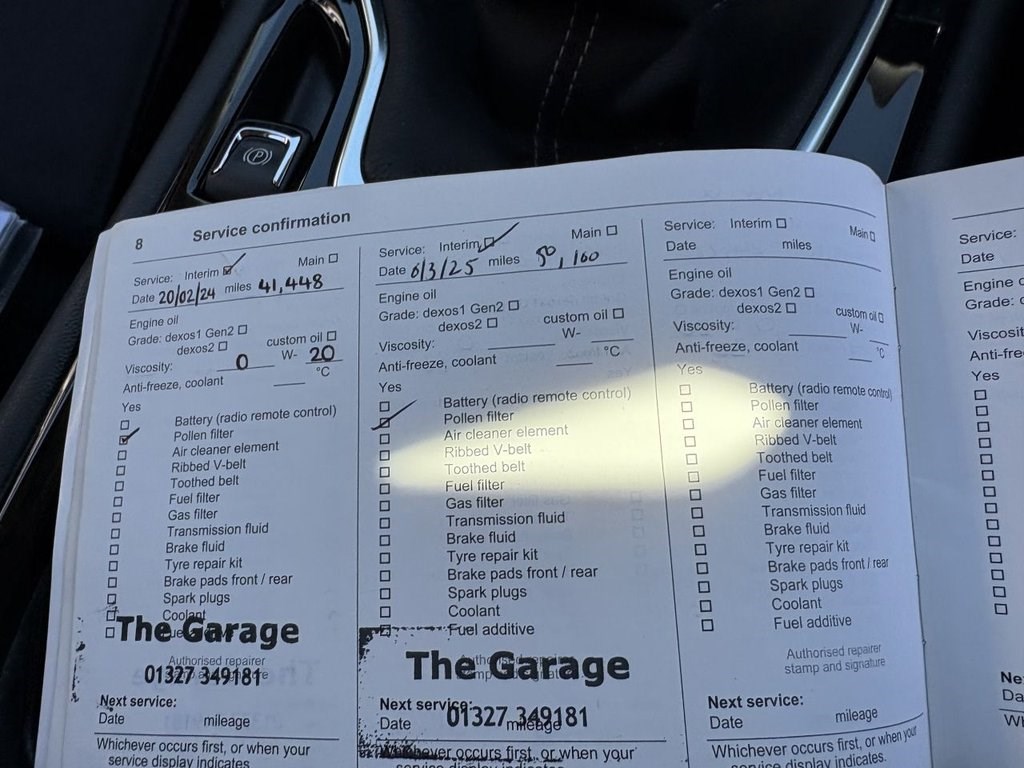 8 Service confirmation
Service: Interim Main
Date 20/02/24 miles 41,448
Engine oil
Grade: dexos1 Gen2
dexos2 custom oil
Viscosity: 0 W- 20
Anti-freeze, coolant °C
Yes
Battery (radio remote control)
Pollen filter
Air cleaner element
Ribbed V-belt
Toothed belt
Fuel filter
Gas filter
Transmission fluid
Brake fluid
Tyre repair kit
Brake pads front / rear
Spark plugs
Coolant
The Garage
Authorised repairer
01327 349181
Next service:
Date mileage
Whichever occurs first, or when your
service display indicates.
Service: Interim Main
Date 6/3/25 miles 50,100
Engine oil
Grade: dexos1 Gen2
dexos2 custom oil
Viscosity: W-
Anti-freeze, coolant °C
Yes
Battery (radio remote control)
Pollen filter
Air cleaner element
Ribbed V-belt
Toothed belt
Fuel filter
Gas filter
Transmission fluid
Brake fluid
Tyre repair kit
Brake pads front / rear
Spark plugs
Coolant
Fuel additive
The Garage
Next service:
01327 349181
Date mileage
Whichever occurs first, or when your
service display indicates.
Service: Interim Main
Date miles
Engine oil
Grade: dexos1 Gen2
dexos2 custom oil
Viscosity: W-
Anti-freeze, coolant °C
Yes
Battery (radio remote control)
Pollen filter
Air cleaner element
Ribbed V-belt
Toothed belt
Fuel filter
Gas filter
Transmission fluid
Brake fluid
Tyre repair kit
Brake pads front / rear
Spark plugs
Coolant
Fuel additive
Authorised repairer
stamp and signature
Next service:
Date mileage
Whichever occurs first, or when your
service display indicates.
Service:
Date
Engine
Grade:
Yes